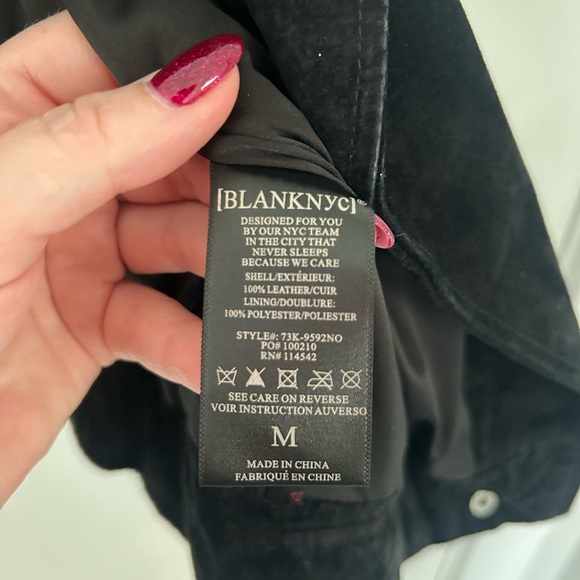 [BLANKNYC]®
DESIGNED FOR YOU
BY OUR NYC TEAM
IN THE CITY THAT
NEVER SLEEPS
BECAUSE WE CARE
SHELL/EXTÉRIEUR:
100% LEATHER/CUIR
LINING/DOUBLURE:
100% POLYESTER/POLIESTER
STYLE#: 73K-9592NO
PO# 100210
RN# 114542
SEE CARE ON REVERSE
VOIR INSTRUCTION AUVERSO
M
MADE IN CHINA
FABRIQUÉ EN CHINE